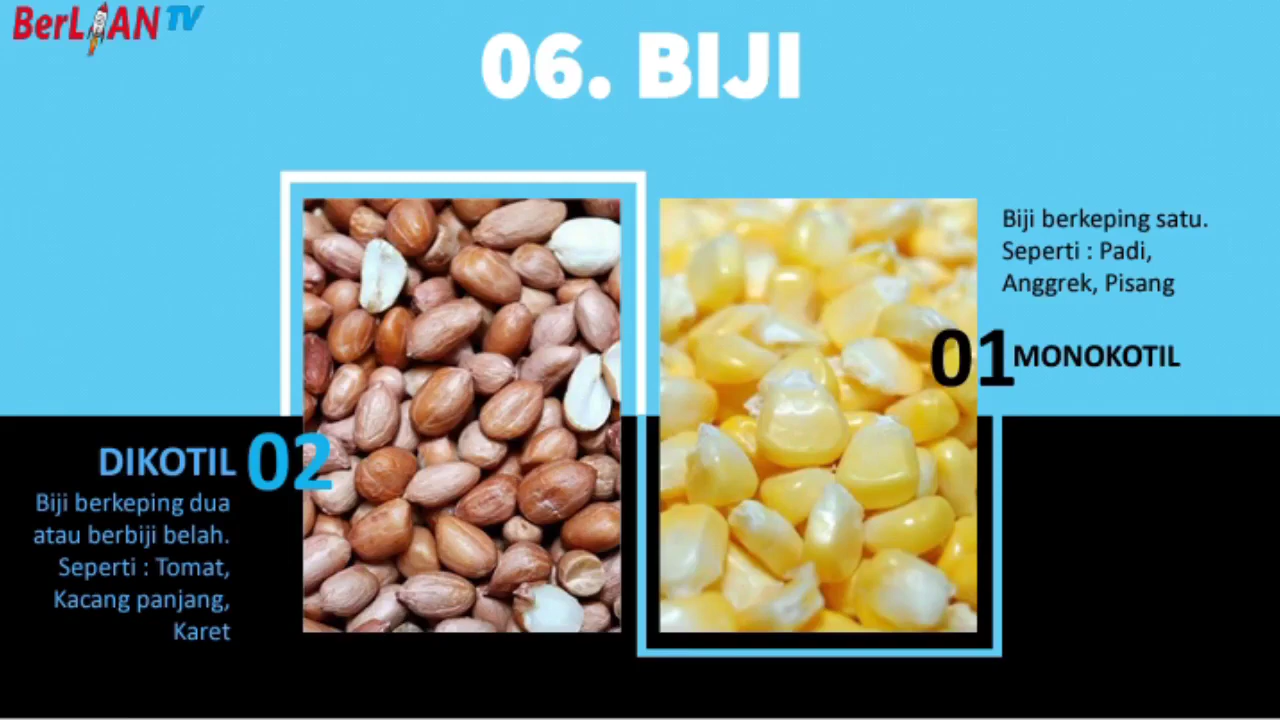 BerLIAN TV
06. BIJI
Biji berkeping satu.
Seperti : Padi,
Anggrek, Pisang
01 MONOKOTIL
DIKOTIL 02
Biji berkeping dua
atau berbiji belah.
Seperti : Tomat,
Kacang panjang,
Karet